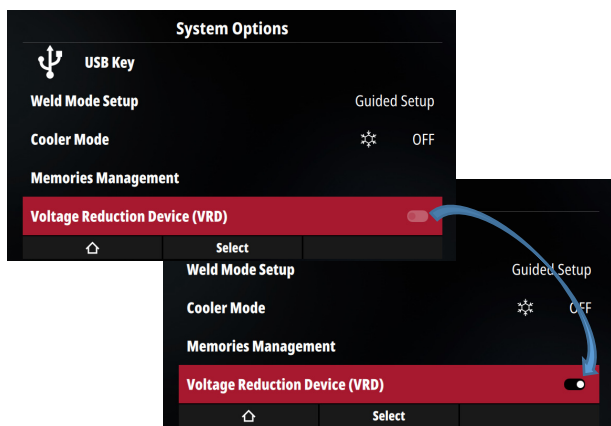 System Options
USB Key
Weld Mode Setup Guided Setup
Cooler Mode OFF
Memories Management
Voltage Reduction Device (VRD)
Select
Weld Mode Setup Guided Setup
Cooler Mode OFF
Memories Management
Voltage Reduction Device (VRD)
Select